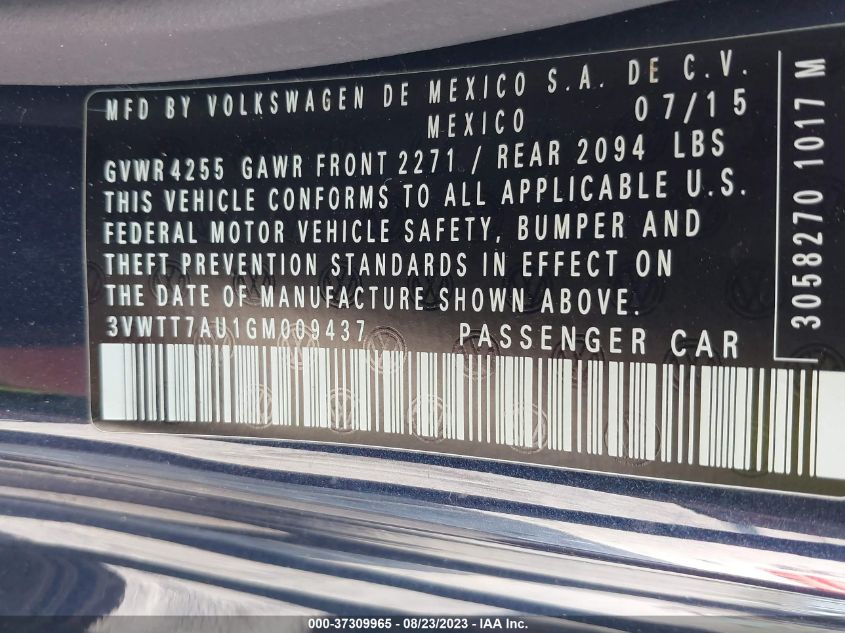 MFD BY VOLKSWAGEN DE MEXICO S.A. DE C.V.
MEXICO 07/15
GVWR 4255 GAWR FRONT 2271 / REAR 2094 LBS
THIS VEHICLE CONFORMS TO ALL APPLICABLE U.S.
FEDERAL MOTOR VEHICLE SAFETY, BUMPER AND
THEFT PREVENTION STANDARDS IN EFFECT ON
THE DATE OF MANUFACTURE SHOWN ABOVE.
3VWTT7AU1GM009437 PASSENGER CAR
3058270 1017 M
000-37309965 - 08/23/2023 - IAA Inc.